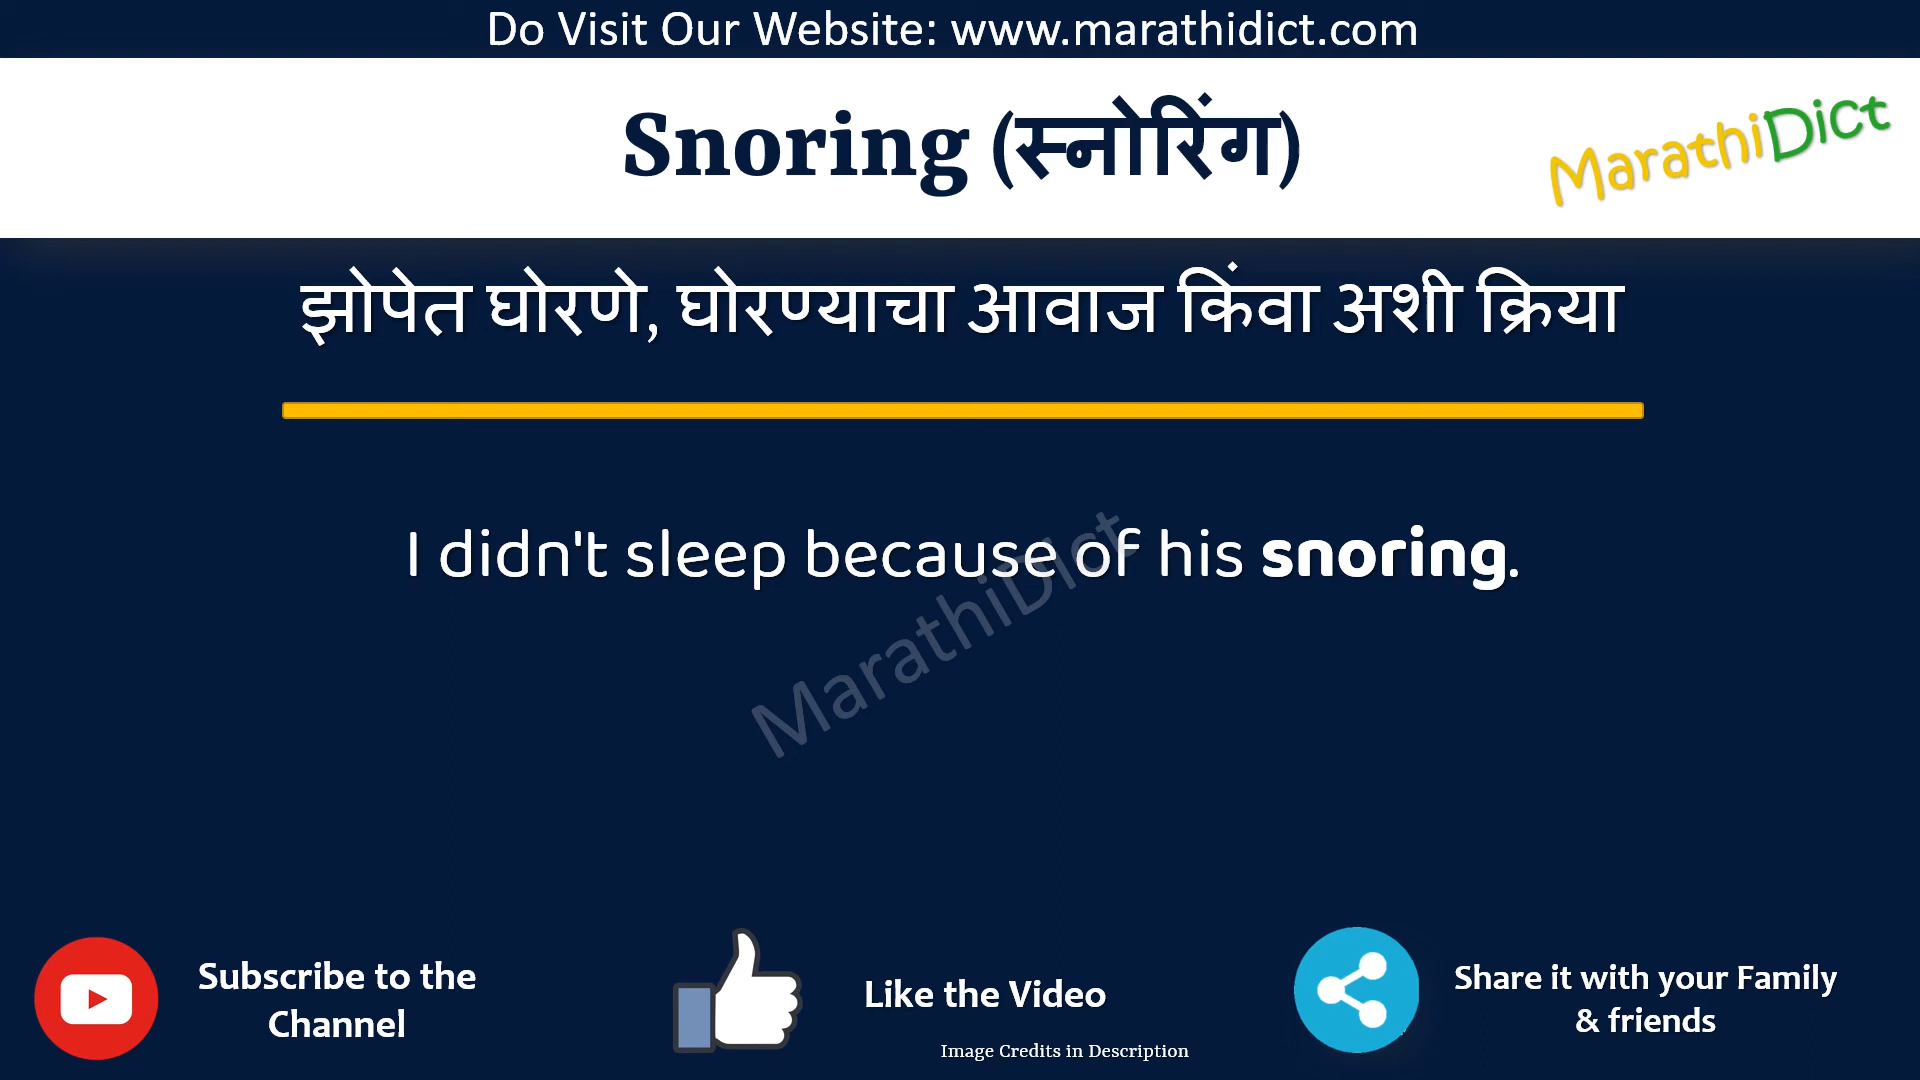 Do Visit Our Website: www.marathidict.com
Snoring (स्नोरिंग)
MarathiDict
झोपेत घोरणे, घोरण्याचा आवाज किंवा अशी क्रिया
I didn't sleep because of his snoring.
MarathiDict
Subscribe to the
Channel
Like the Video
Share it with your Family
& friends
Image Credits in Description